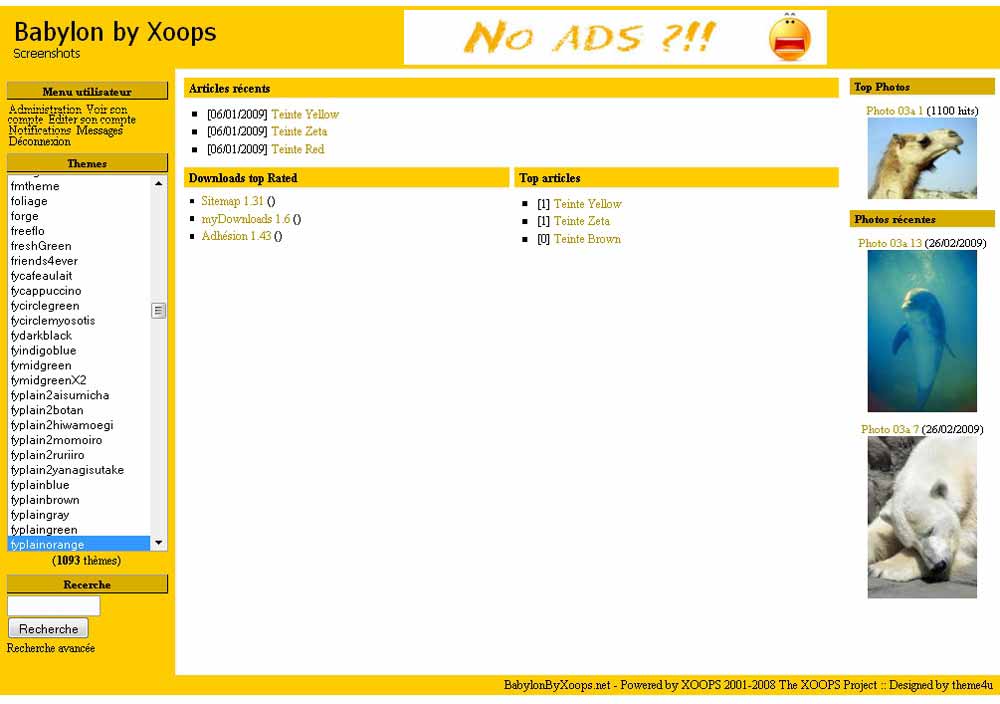 Babylon by Xoops
Screenshots
No ADS ?!!
Menu utilisateur
Administration Voir son
compte Editer son compte
Notifications Messages
Déconnexion
Themes
fmtheme
foliage
forge
freeflo
freshGreen
friends4ever
fycafeaulait
fycappuccino
fycirclegreen
fycirclemyosotis
fydarkblack
fyindigoblue
fymidgreen
fymidgreenX2
fyplain2aisumicha
fyplain2botan
fyplain2hiwamoegi
fyplain2momoiro
fyplain2ruriiro
fyplain2yanagisutake
fyplainblue
fyplainbrown
fyplaingray
fyplaingreen
fyplainorange
(1093 thèmes)
Recerche
Recherche
Recherche avancée
Articles récents
[06/01/2009] Teinte Yellow
[06/01/2009] Teinte Zeta
[06/01/2009] Teinte Red
Downloads top Rated
Sitemap 1.31 ()
myDownloads 1.6 ()
Adhésion 1.43 ()
Top articles
[1] Teinte Yellow
[1] Teinte Zeta
[0] Teinte Brown
Top Photos
Photo 03a 1 (1100 hits)
Photos récentes
Photo 03a 13 (26/02/2009)
Photo 03a 7 (26/02/2009)
BabylonByXoops.net - Powered by XOOPS 2001-2008 The XOOPS Project :: Designed by theme4u